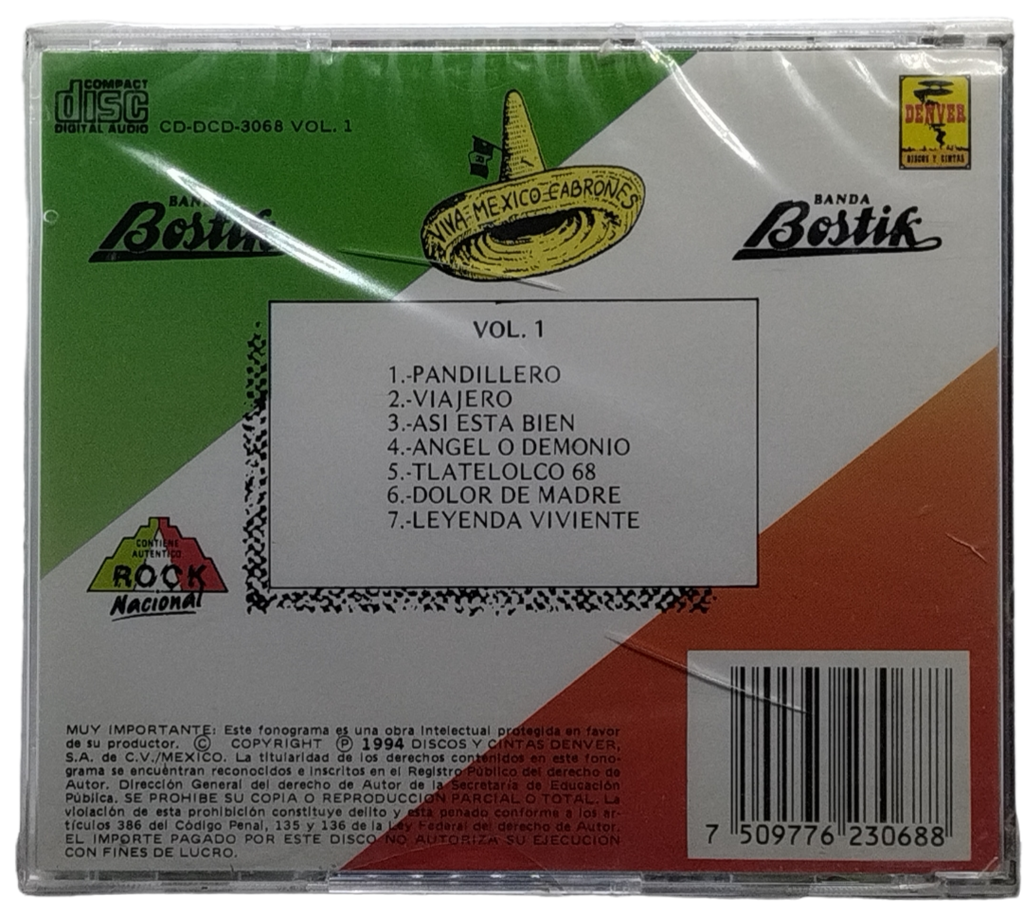 COMPACT
disc
DIGITAL AUDIO
CD-DCD-3068 VOL. 1
DENVER
DISCOS Y CINTAS
BANDA
Bostik
VIVA MEXICO CABRONES
BANDA
Bostik
VOL. 1
1.-PANDILLERO
2.-VIAJERO
3.-ASI ESTA BIEN
4.-ANGEL O DEMONIO
5.-TLATELOLCO 68
6.-DOLOR DE MADRE
7.-LEYENDA VIVIENTE
CONTIENE
AUTENTICO
ROCK
Nacional
MUY IMPORTANTE: Este fonograma es una obra intelectual protegida en favor
de su productor. © COPYRIGHT ℗ 1994 DISCOS Y CINTAS DENVER,
S.A. de C.V./MEXICO. La titularidad de los derechos contenidos en este fono-
grama se encuentran reconocidos e inscritos en el Registro Público del derecho de
Autor. Dirección General del derecho de Autor de la Secretaría de Educación
Pública. SE PROHIBE SU COPIA O REPRODUCCION PARCIAL O TOTAL. La
violación de esta prohibición constituye delito y esta penado conforme a los ar-
tículos 386 del Código Penal, 135 y 136 de la Ley Federal del derecho de Autor.
EL IMPORTE PAGADO POR ESTE DISCO NO AUTORIZA SU EJECUCION
CON FINES DE LUCRO.
7 509776 230688